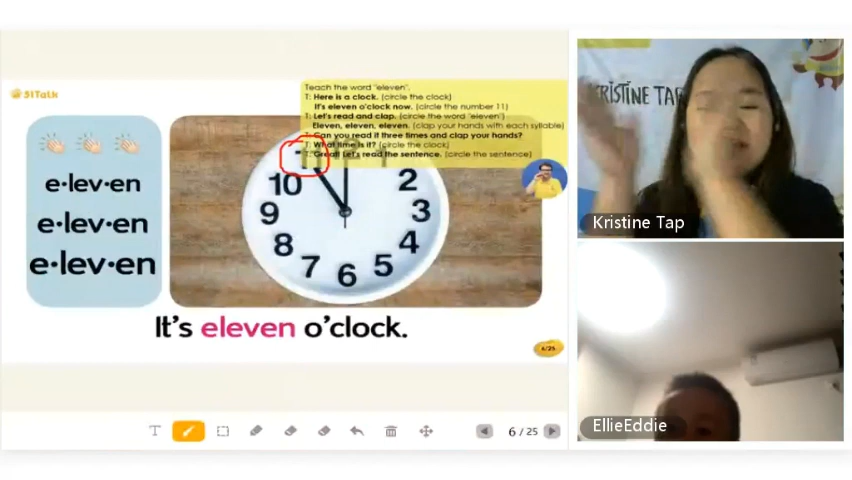 51Talk
Teach the word "eleven".
T: Here is a clock. (circle the clock)
It's eleven o'clock now. (circle the number 11)
T: Let's read and clap. (circle the word "eleven")
Eleven, eleven, eleven. (clap your hands with each syllable)
T: Can you read it three times and clap your hands?
T: What time is it? (circle the clock)
T: Great! Let's read the sentence. (circle the sentence)
e·lev·en
e·lev·en
e·lev·en
10
2
9
3
8
4
7
6
5
It's eleven o'clock.
6/25
T
6 / 25
KRISTINE TAP
Kristine Tap
EllieEddie